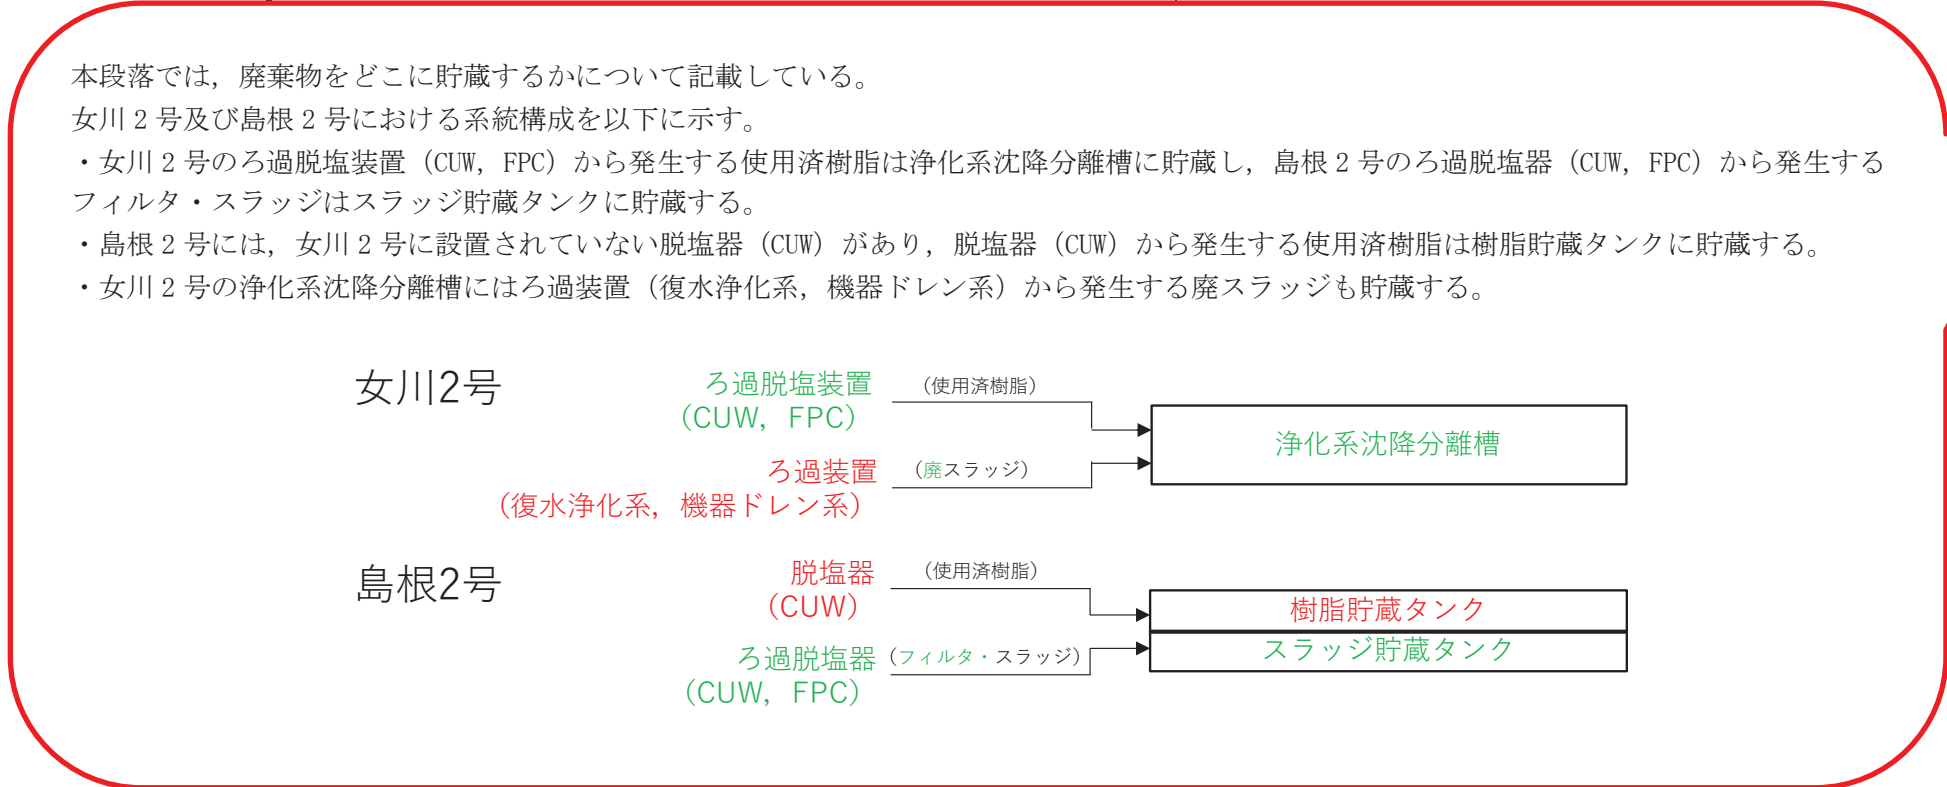 本段落では，廃棄物をどこに貯蔵するかについて記載している。
女川２号及び島根２号における系統構成を以下に示す。
・女川２号のろ過脱塩装置（CUW，FPC）から発生する使用済樹脂は浄化系沈降分離槽に貯蔵し，島根２号のろ過脱塩器（CUW，FPC）から発生する
フィルタ・スラッジはスラッジ貯蔵タンクに貯蔵する。
・島根２号には，女川２号に設置されていない脱塩器（CUW）があり，脱塩器（CUW）から発生する使用済樹脂は樹脂貯蔵タンクに貯蔵する。
・女川２号の浄化系沈降分離槽にはろ過装置（復水浄化系，機器ドレン系）から発生する廃スラッジも貯蔵する。
女川2号
ろ過脱塩装置
（CUW，FPC）
（使用済樹脂）
浄化系沈降分離槽
ろ過装置
（復水浄化系，機器ドレン系）
（廃スラッジ）
島根2号
脱塩器
（CUW）
（使用済樹脂）
樹脂貯蔵タンク
ろ過脱塩器
（CUW，FPC）
（フィルタ・スラッジ）
スラッジ貯蔵タンク